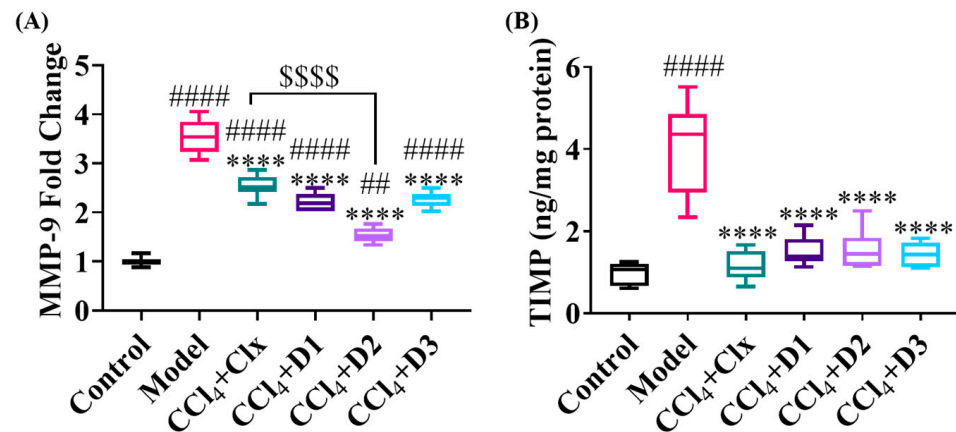 (A)
MMP-9 Fold Change
5
4
3
2
1
0
####
####
****
$$$$
####
****
##
****
####
****
Control
Model
CCl₄+Clx
CCl₄+D1
CCl₄+D2
CCl₄+D3
(B)
TIMP (ng/mg protein)
6
4
2
0
####
****
****
****
****
Control
Model
CCl₄+Clx
CCl₄+D1
CCl₄+D2
CCl₄+D3